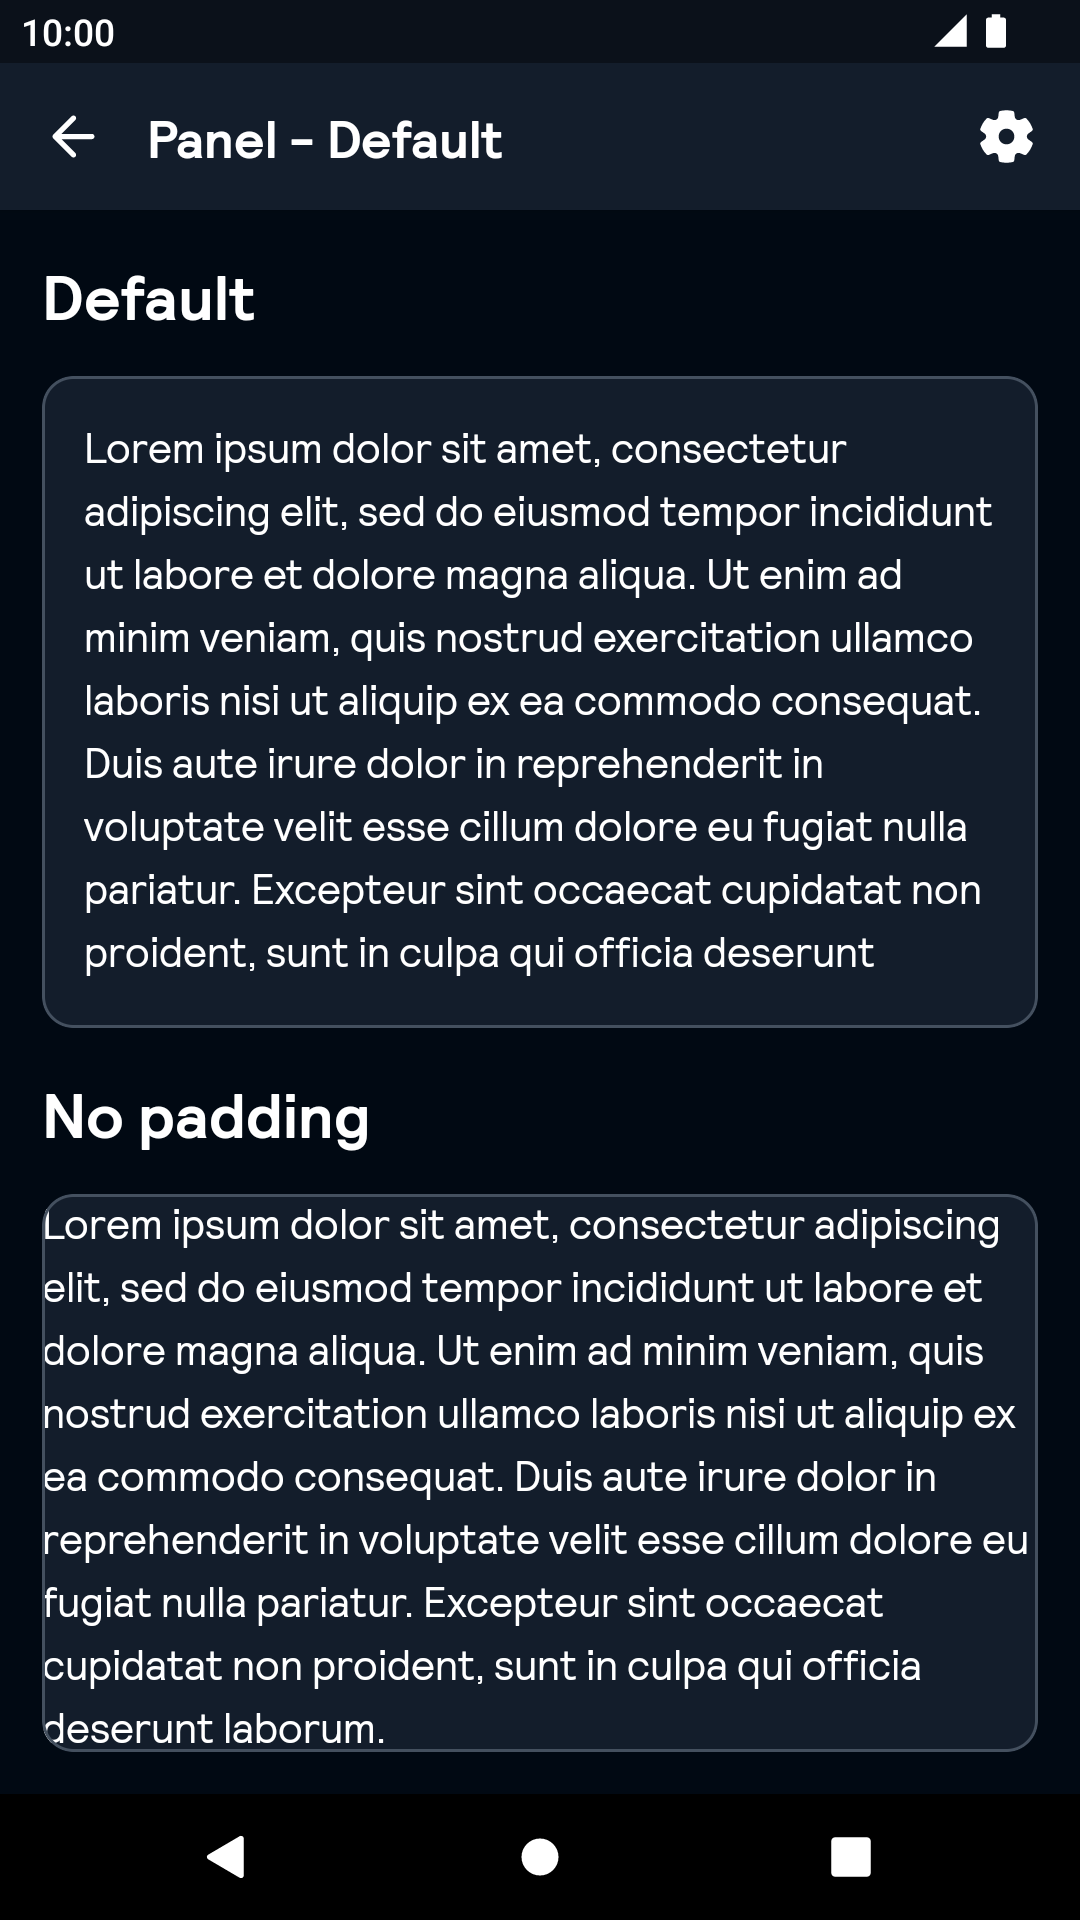 10:00
Panel - Default
Default
Lorem ipsum dolor sit amet, consectetur
adipiscing elit, sed do eiusmod tempor incididunt
ut labore et dolore magna aliqua. Ut enim ad
minim veniam, quis nostrud exercitation ullamco
laboris nisi ut aliquip ex ea commodo consequat.
Duis aute irure dolor in reprehenderit in
voluptate velit esse cillum dolore eu fugiat nulla
pariatur. Excepteur sint occaecat cupidatat non
proident, sunt in culpa qui officia deserunt
No padding
Lorem ipsum dolor sit amet, consectetur adipiscing
elit, sed do eiusmod tempor incididunt ut labore et
dolore magna aliqua. Ut enim ad minim veniam, quis
nostrud exercitation ullamco laboris nisi ut aliquip ex
ea commodo consequat. Duis aute irure dolor in
reprehenderit in voluptate velit esse cillum dolore eu
fugiat nulla pariatur. Excepteur sint occaecat
cupidatat non proident, sunt in culpa qui officia
deserunt laborum.